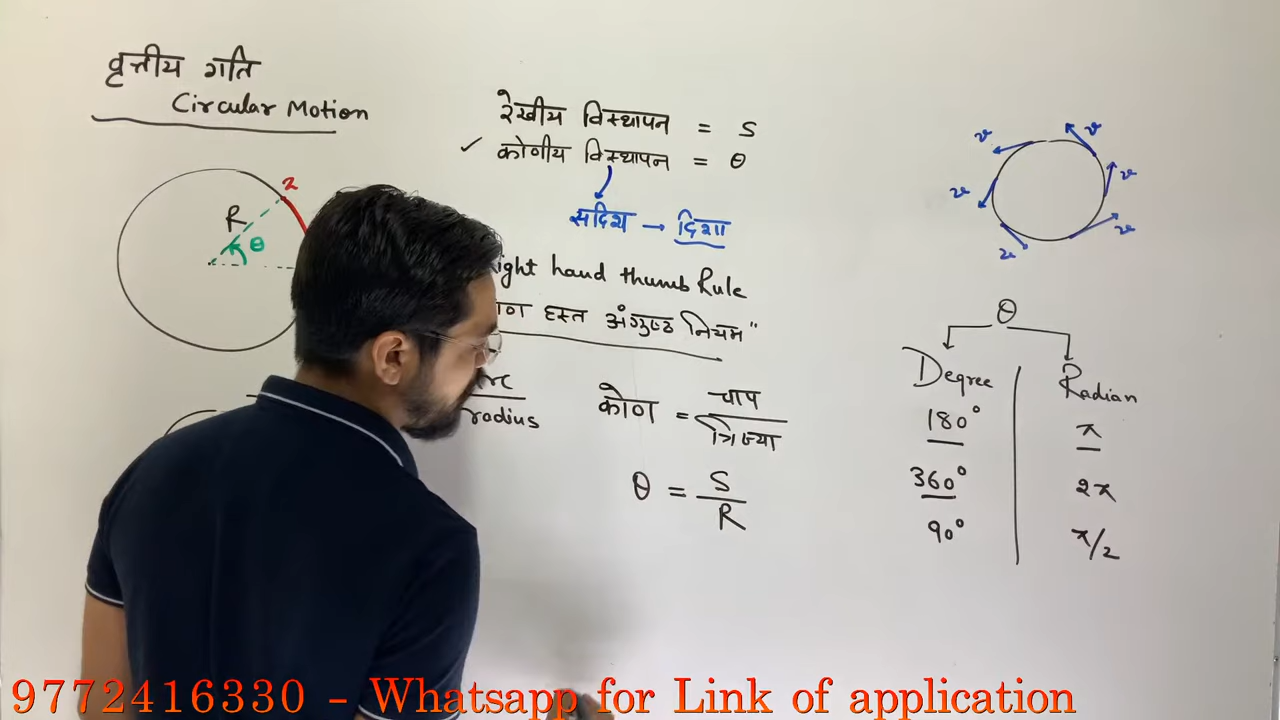 वृत्तीय गति
Circular Motion
रेखीय विस्थापन = S
✓ कोणीय विस्थापन = θ
सदिश → दिशा
Right hand thumb Rule
हस्त अंगुष्ठ नियम"
R
θ
2
radius
कोण = चाप / त्रिज्या
θ = S / R
v
v
v
v
v
v
θ
Degree Radian
180° π
360° 2π
90° π/2
9772416330 - Whatsapp for Link of application